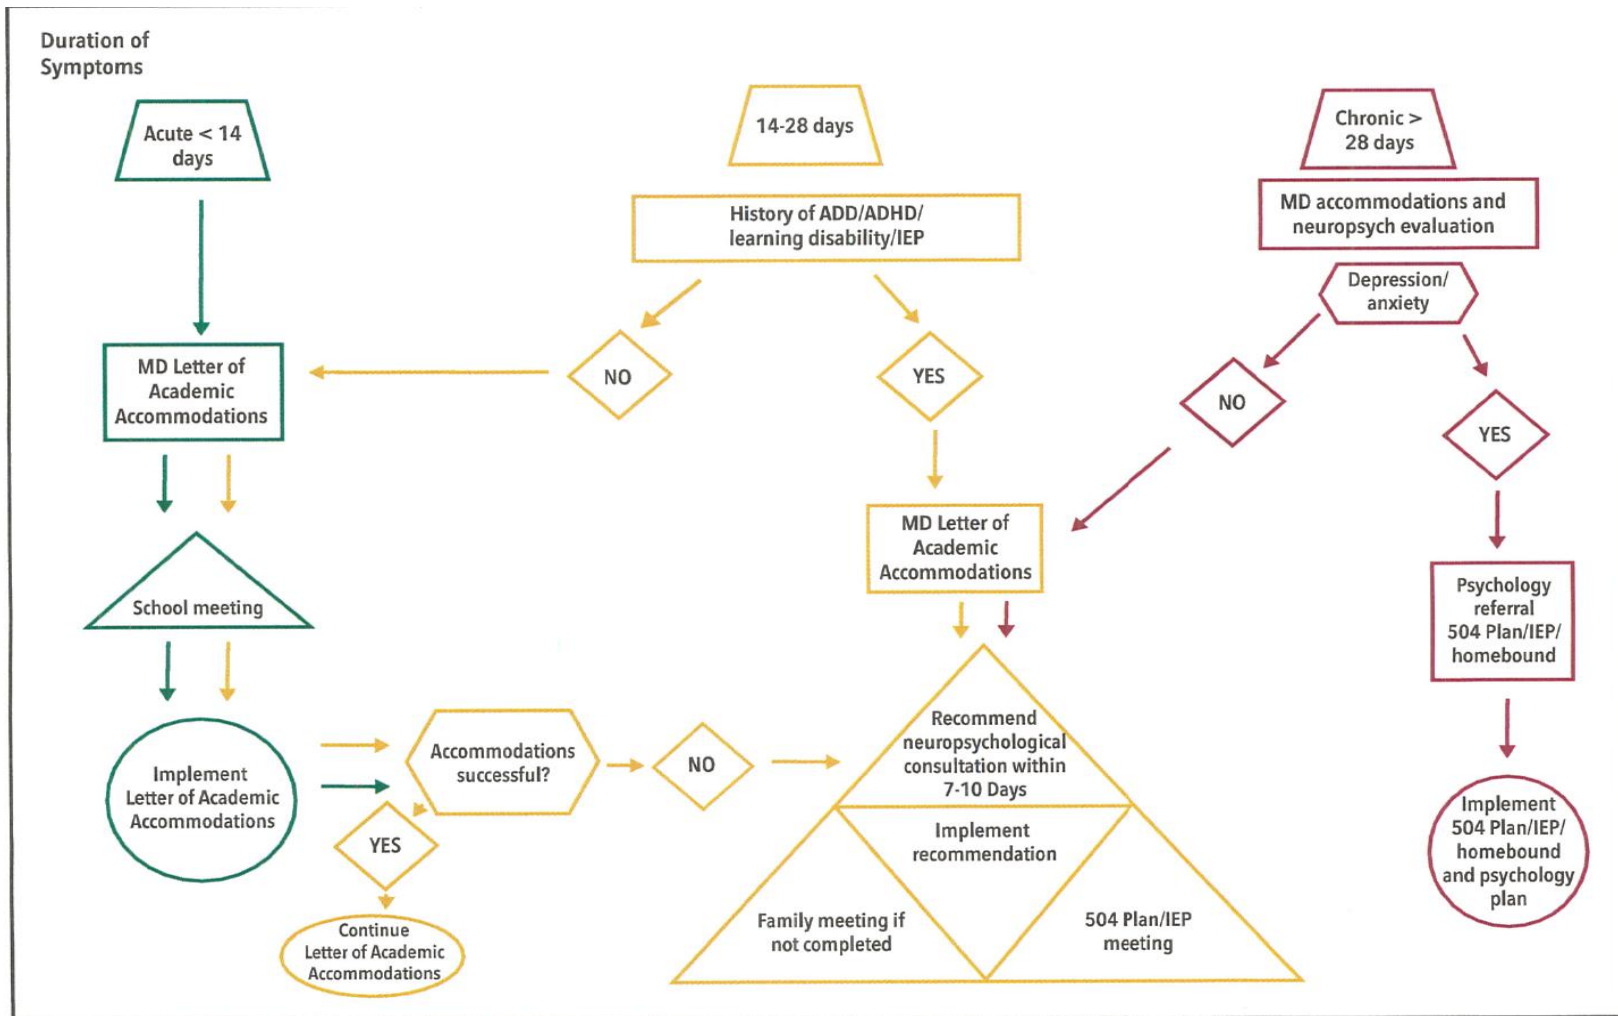 Duration of
Symptoms
Acute < 14
days
14-28 days
Chronic >
28 days
History of ADD/ADHD/
learning disability/IEP
MD accommodations and
neuropsych evaluation
Depression/
anxiety
MD Letter of
Academic
Accommodations
NO
YES
NO
YES
MD Letter of
Academic
Accommodations
School meeting
Psychology
referral
504 Plan/IEP/
homebound
Implement
Letter of Academic
Accommodations
Accommodations
successful?
NO
YES
Continue
Letter of Academic
Accommodations
Recommend
neuropsychological
consultation within
7-10 Days
Implement
recommendation
Family meeting if
not completed
504 Plan/IEP
meeting
Implement
504 Plan/IEP/
homebound
and psychology
plan